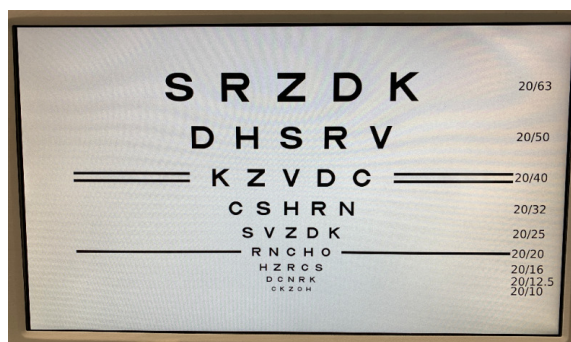 S R Z D K 20/63
D H S R V 20/50
K Z V D C 20/40
C S H R N 20/32
S V Z D K 20/25
R N C H O 20/20
H Z R C S 20/16
D C N R K 20/12.5
C K Z O H 20/10